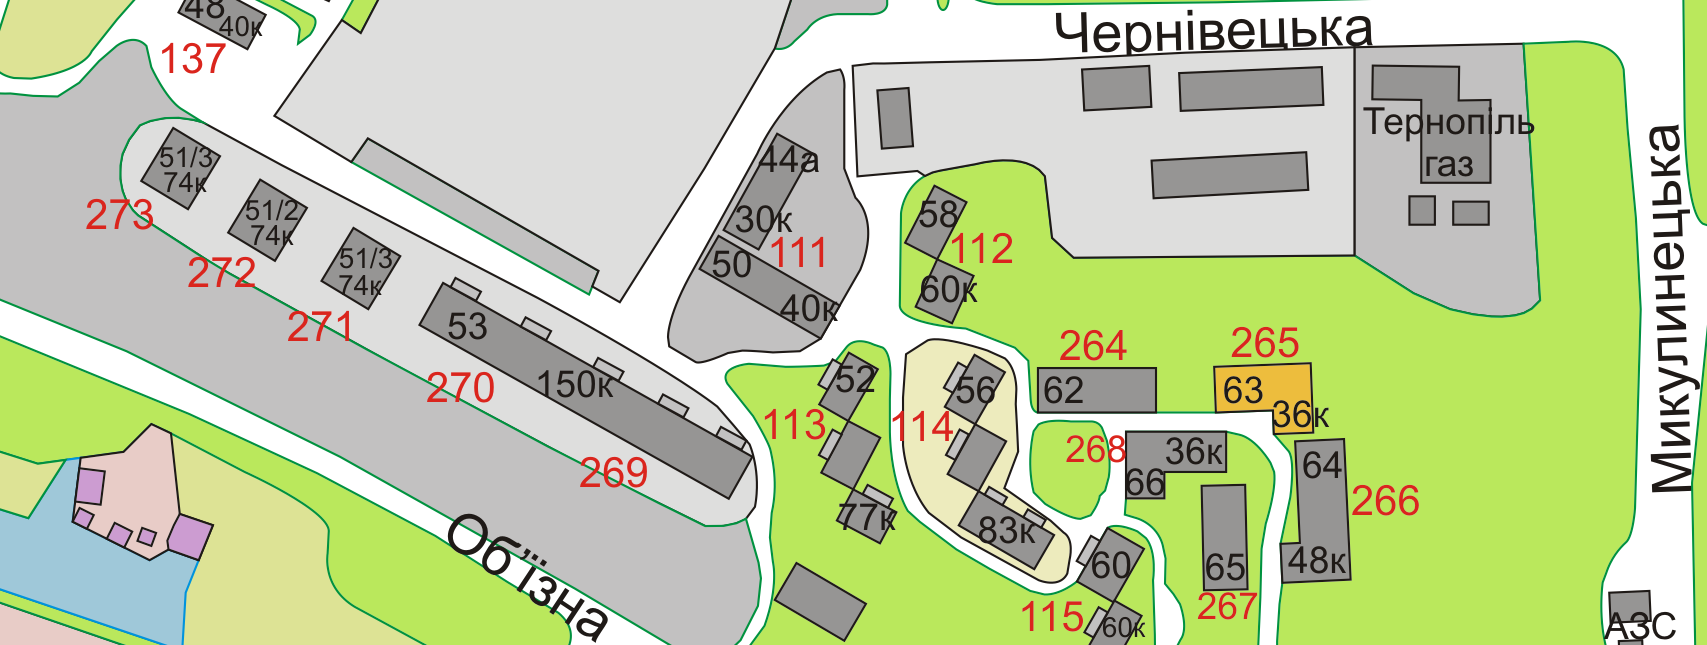 48
40к
137
Чернівецька
51/3
74к
273
51/2
74к
272
51/3
74к
271
53
150к
270
269
44а
30к
111
50
40к
58
112
60к
Тернопіль
газ
Микулинецька
52
113
77к
56
114
83к
264
62
265
63
36к
268
36к
66
64
266
48к
65
267
60
115
60к
Об'їзна
АЗС